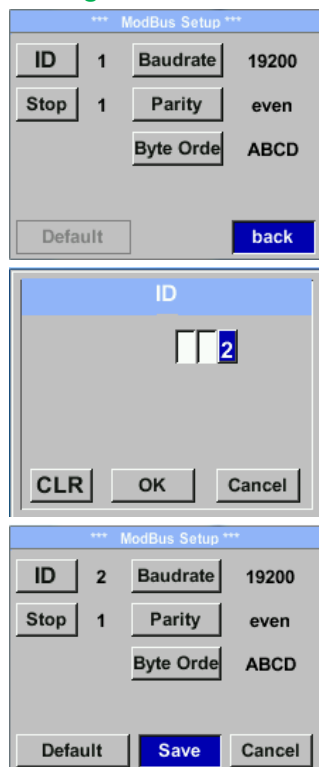 *** ModBus Setup ***
ID 1 Baudrate 19200
Stop 1 Parity even
Byte Orde ABCD
Default back
ID
2
CLR OK Cancel
*** ModBus Setup ***
ID 2 Baudrate 19200
Stop 1 Parity even
Byte Orde ABCD
Default Save Cancel